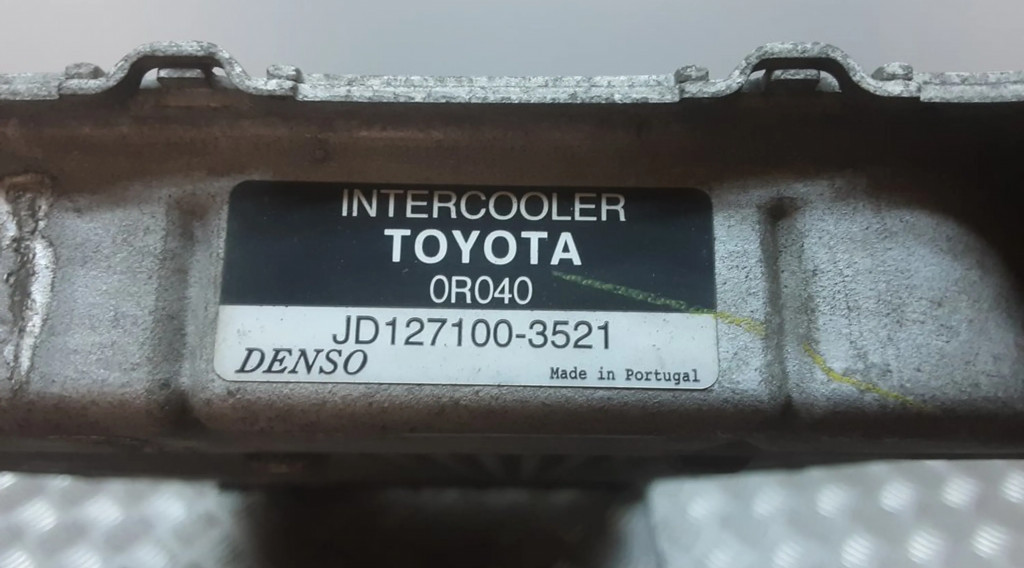 INTERCOOLER
TOYOTA
0R040
JD127100-3521
DENSO
Made in Portugal